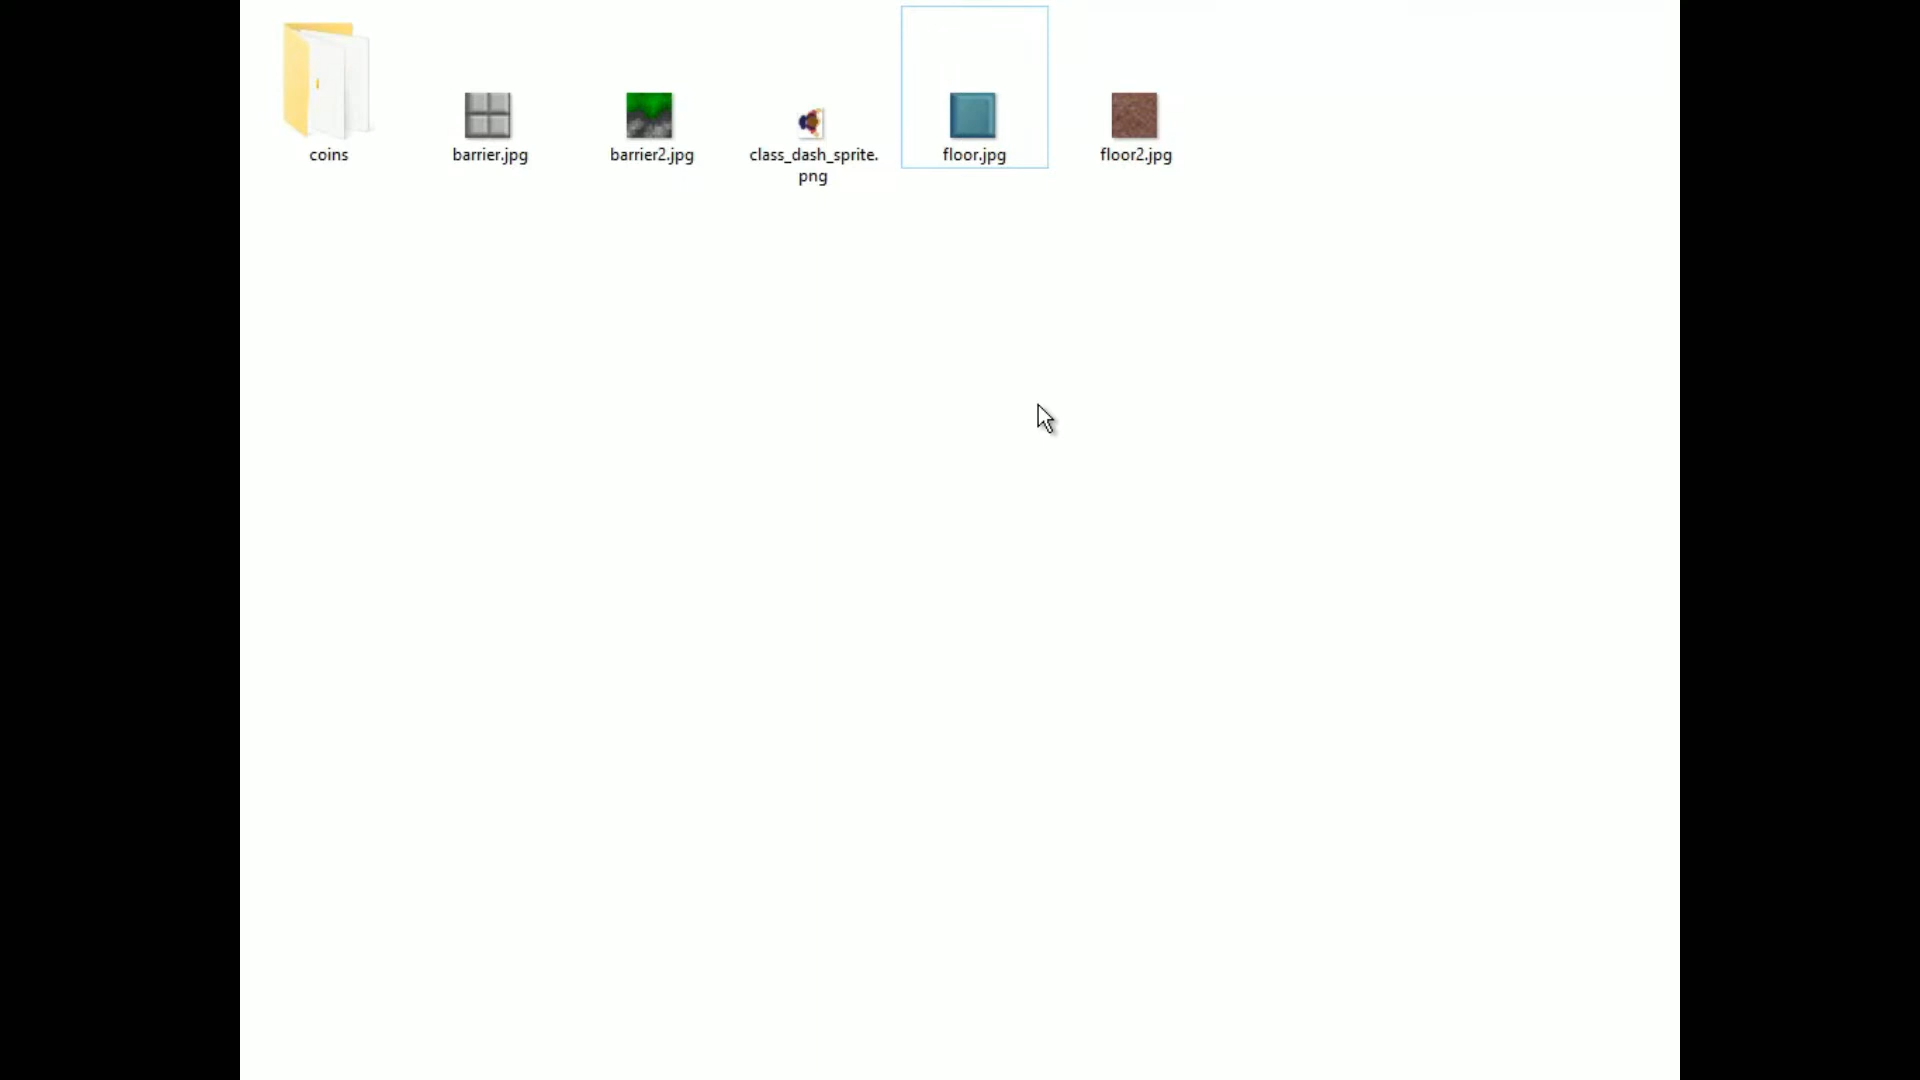 coins
barrier.jpg
barrier2.jpg
class_dash_sprite.
png
floor.jpg
floor2.jpg